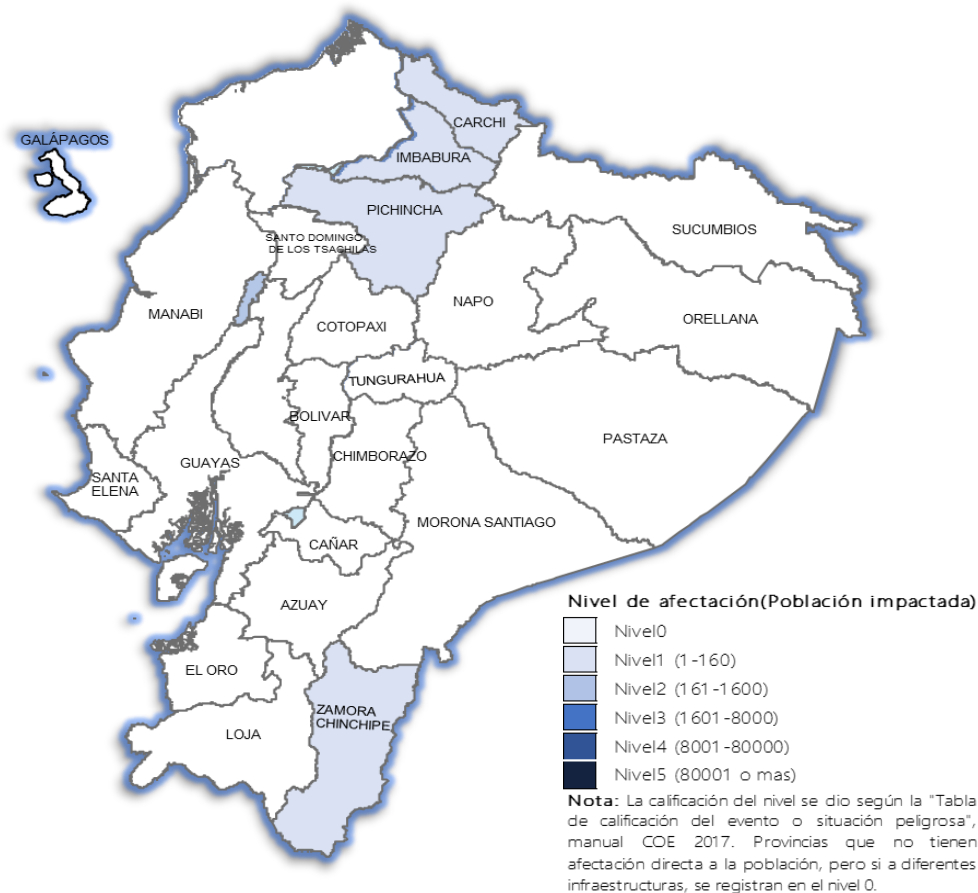 GALÁPAGOS
CARCHI
IMBABURA
PICHINCHA
SUCUMBIOS
SANTO DOMINGO
DE LOS TSACHILAS
NAPO
MANABI
COTOPAXI
ORELLANA
TUNGURAHUA
BOLIVAR
PASTAZA
CHIMBORAZO
GUAYAS
SANTA
ELENA
MORONA SANTIAGO
CAÑAR
AZUAY
EL ORO
ZAMORA
CHINCHIPE
LOJA
Nivel de afectación(Población impactada)
Nivel0
Nivel1 (1-160)
Nivel2 (161-1600)
Nivel3 (1601-8000)
Nivel4 (8001-80000)
Nivel5 (80001 o mas)
Nota: La calificación del nivel se dio según la "Tabla
de calificación del evento o situación peligrosa",
manual COE 2017. Provincias que no tienen
afectación directa a la población, pero si a diferentes
infraestructuras, se registran en el nivel 0.